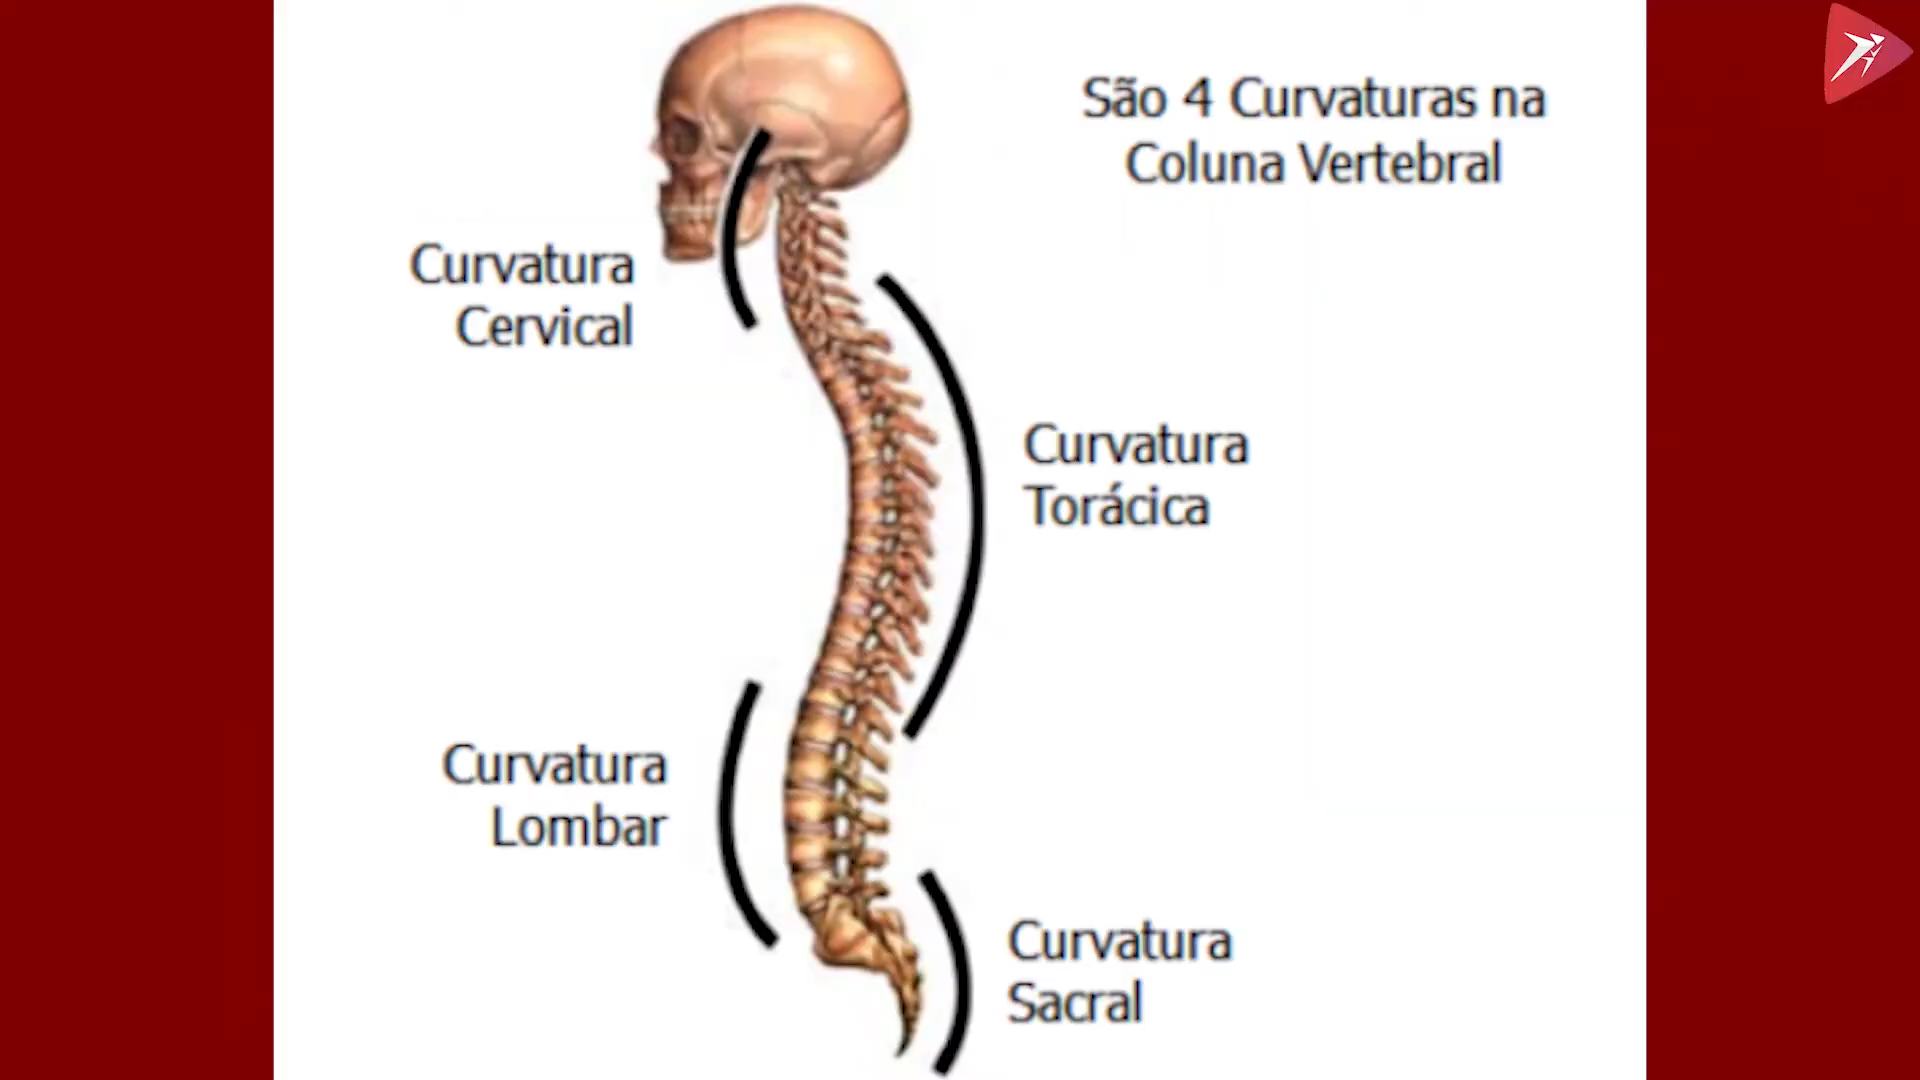 São 4 Curvaturas na
Coluna Vertebral
Curvatura
Cervical
Curvatura
Torácica
Curvatura
Lombar
Curvatura
Sacral